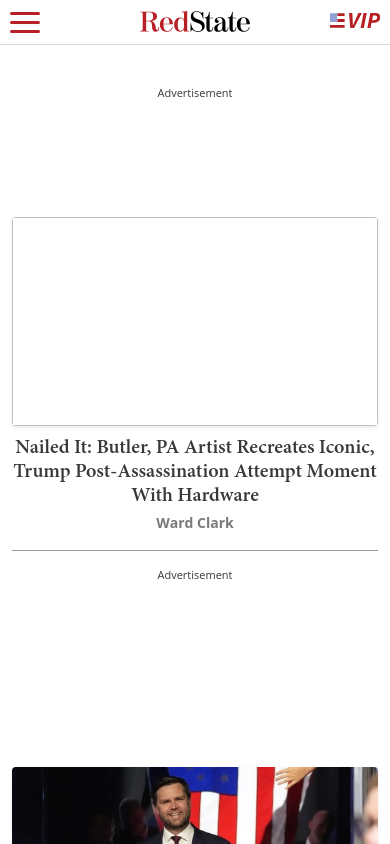 RedState
VIP
Advertisement
Nailed It: Butler, PA Artist Recreates Iconic,
Trump Post-Assassination Attempt Moment
With Hardware
Ward Clark
Advertisement